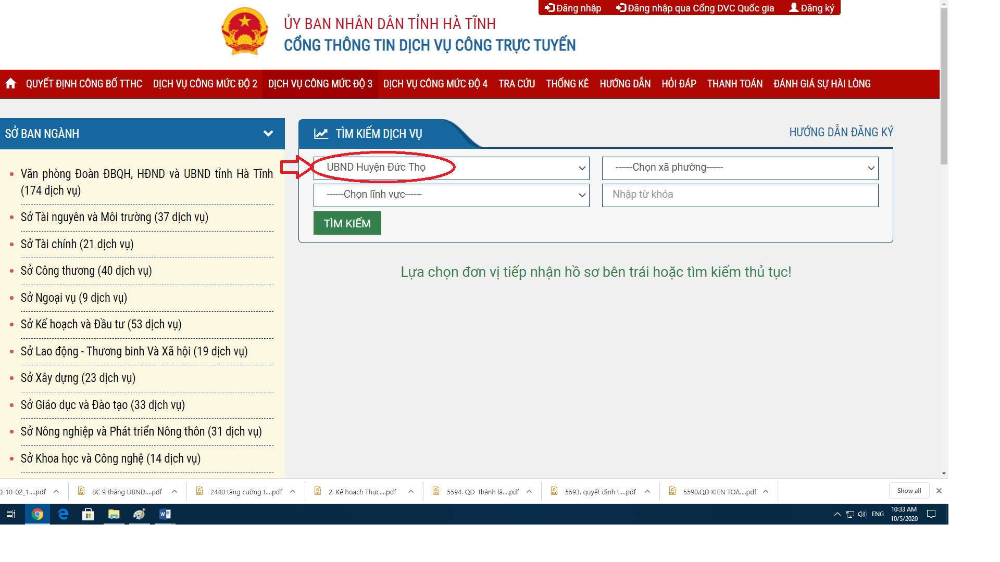 Đăng nhập Đăng nhập qua Cổng DVC Quốc gia Đăng ký
ỦY BAN NHÂN DÂN TỈNH HÀ TĨNH
CỔNG THÔNG TIN DỊCH VỤ CÔNG TRỰC TUYẾN
QUYẾT ĐỊNH CÔNG BỐ TTHC DỊCH VỤ CÔNG MỨC ĐỘ 2 DỊCH VỤ CÔNG MỨC ĐỘ 3 DỊCH VỤ CÔNG MỨC ĐỘ 4 TRA CỨU THỐNG KÊ HƯỚNG DẪN HỎI ĐÁP THANH TOÁN ĐÁNH GIÁ SỰ HÀI LÒNG
SỞ BAN NGÀNH
Văn phòng Đoàn ĐBQH, HĐND và UBND tỉnh Hà Tĩnh
(174 dịch vụ)
Sở Tài nguyên và Môi trường (37 dịch vụ)
Sở Tài chính (21 dịch vụ)
Sở Công thương (40 dịch vụ)
Sở Ngoại vụ (9 dịch vụ)
Sở Kế hoạch và Đầu tư (53 dịch vụ)
Sở Lao động - Thương binh Và Xã hội (19 dịch vụ)
Sở Xây dựng (23 dịch vụ)
Sở Giáo dục và Đào tạo (33 dịch vụ)
Sở Nông nghiệp và Phát triển Nông thôn (31 dịch vụ)
Sở Khoa học và Công nghệ (14 dịch vụ)
TÌM KIẾM DỊCH VỤ
HƯỚNG DẪN ĐĂNG KÝ
UBND Huyện Đức Thọ
------Chọn xã phường------
------Chọn lĩnh vực------
Nhập từ khóa
TÌM KIẾM
Lựa chọn đơn vị tiếp nhận hồ sơ bên trái hoặc tìm kiếm thủ tục!
0-10-02_1....pdf BC 9 tháng UBND....pdf 2440 tăng cường t....pdf 2. Kế hoạch Thực....pdf 5594. QD thành lâ....pdf 5593. quyết định t....pdf 5590.QD KIEN TOA....pdf Show all
ENG
10:33 AM
10/5/2020